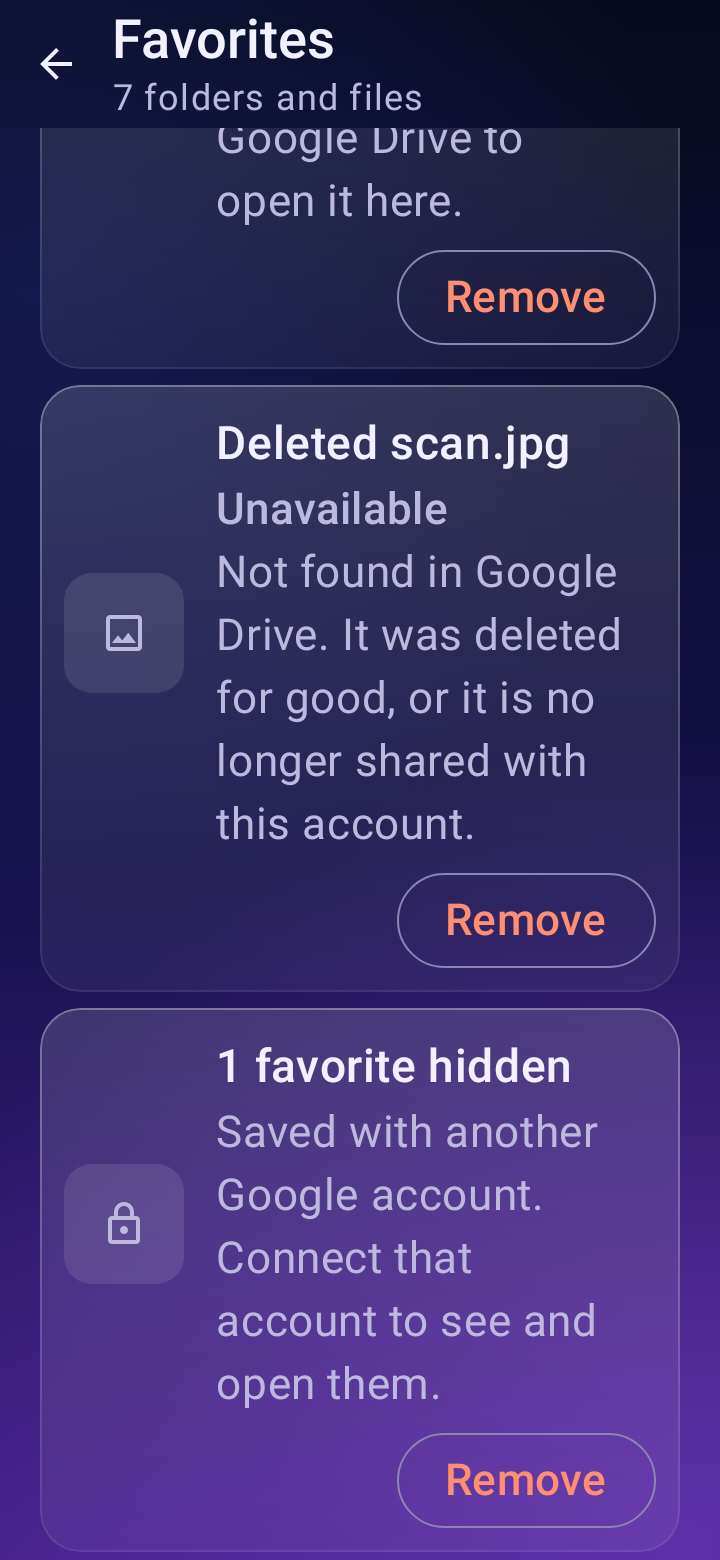 Favorites
7 folders and files
Google Drive to
open it here.
Remove
Deleted scan.jpg
Unavailable
Not found in Google
Drive. It was deleted
for good, or it is no
longer shared with
this account.
Remove
1 favorite hidden
Saved with another
Google account.
Connect that
account to see and
open them.
Remove